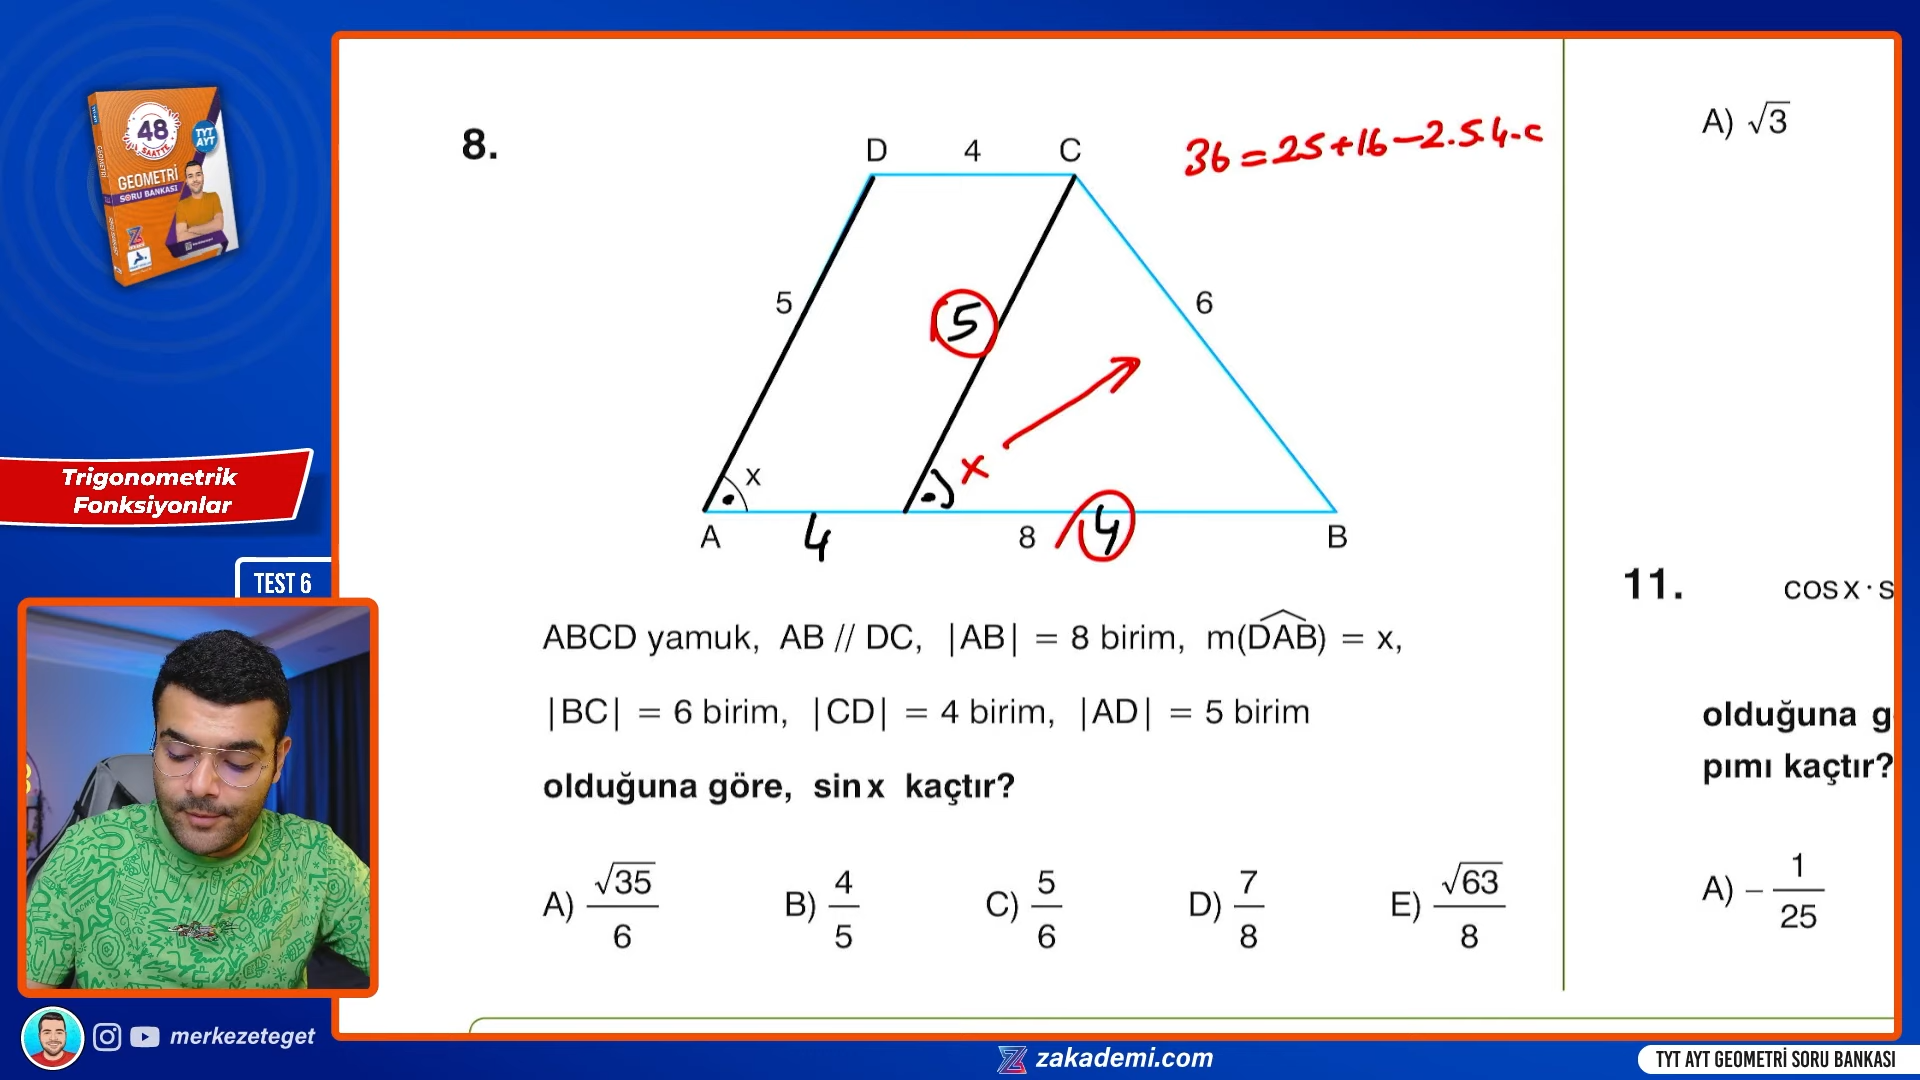 48
SAATTE
TYT
AYT
GEOMETRİ
SORU BANKASI
Trigonometrik
Fonksiyonlar
TEST 6
merkezeteget
8.
D 4 C
36 = 25 + 16 - 2.5.4.c
5
5
6
x
x
A 4 8 4 B
ABCD yamuk, AB // DC, |AB| = 8 birim, m(DAB) = x,
|BC| = 6 birim, |CD| = 4 birim, |AD| = 5 birim
olduğuna göre, sinx kaçtır?
A) √35/6 B) 4/5 C) 5/6 D) 7/8 E) √63/8
A) √3
11. cosx · s
olduğuna g
pımı kaçtır?
A) – 1/25
zakademi.com
TYT AYT GEOMETRİ SORU BANKASI